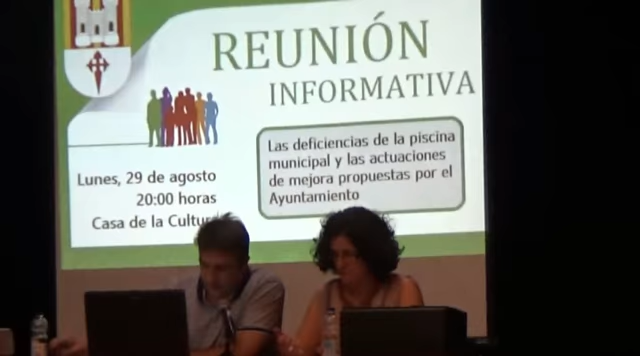 REUNIÓN
INFORMATIVA
Las deficiencias de la piscina
municipal y las actuaciones
de mejora propuestas por el
Ayuntamiento
Lunes, 29 de agosto
20:00 horas
Casa de la Cultura